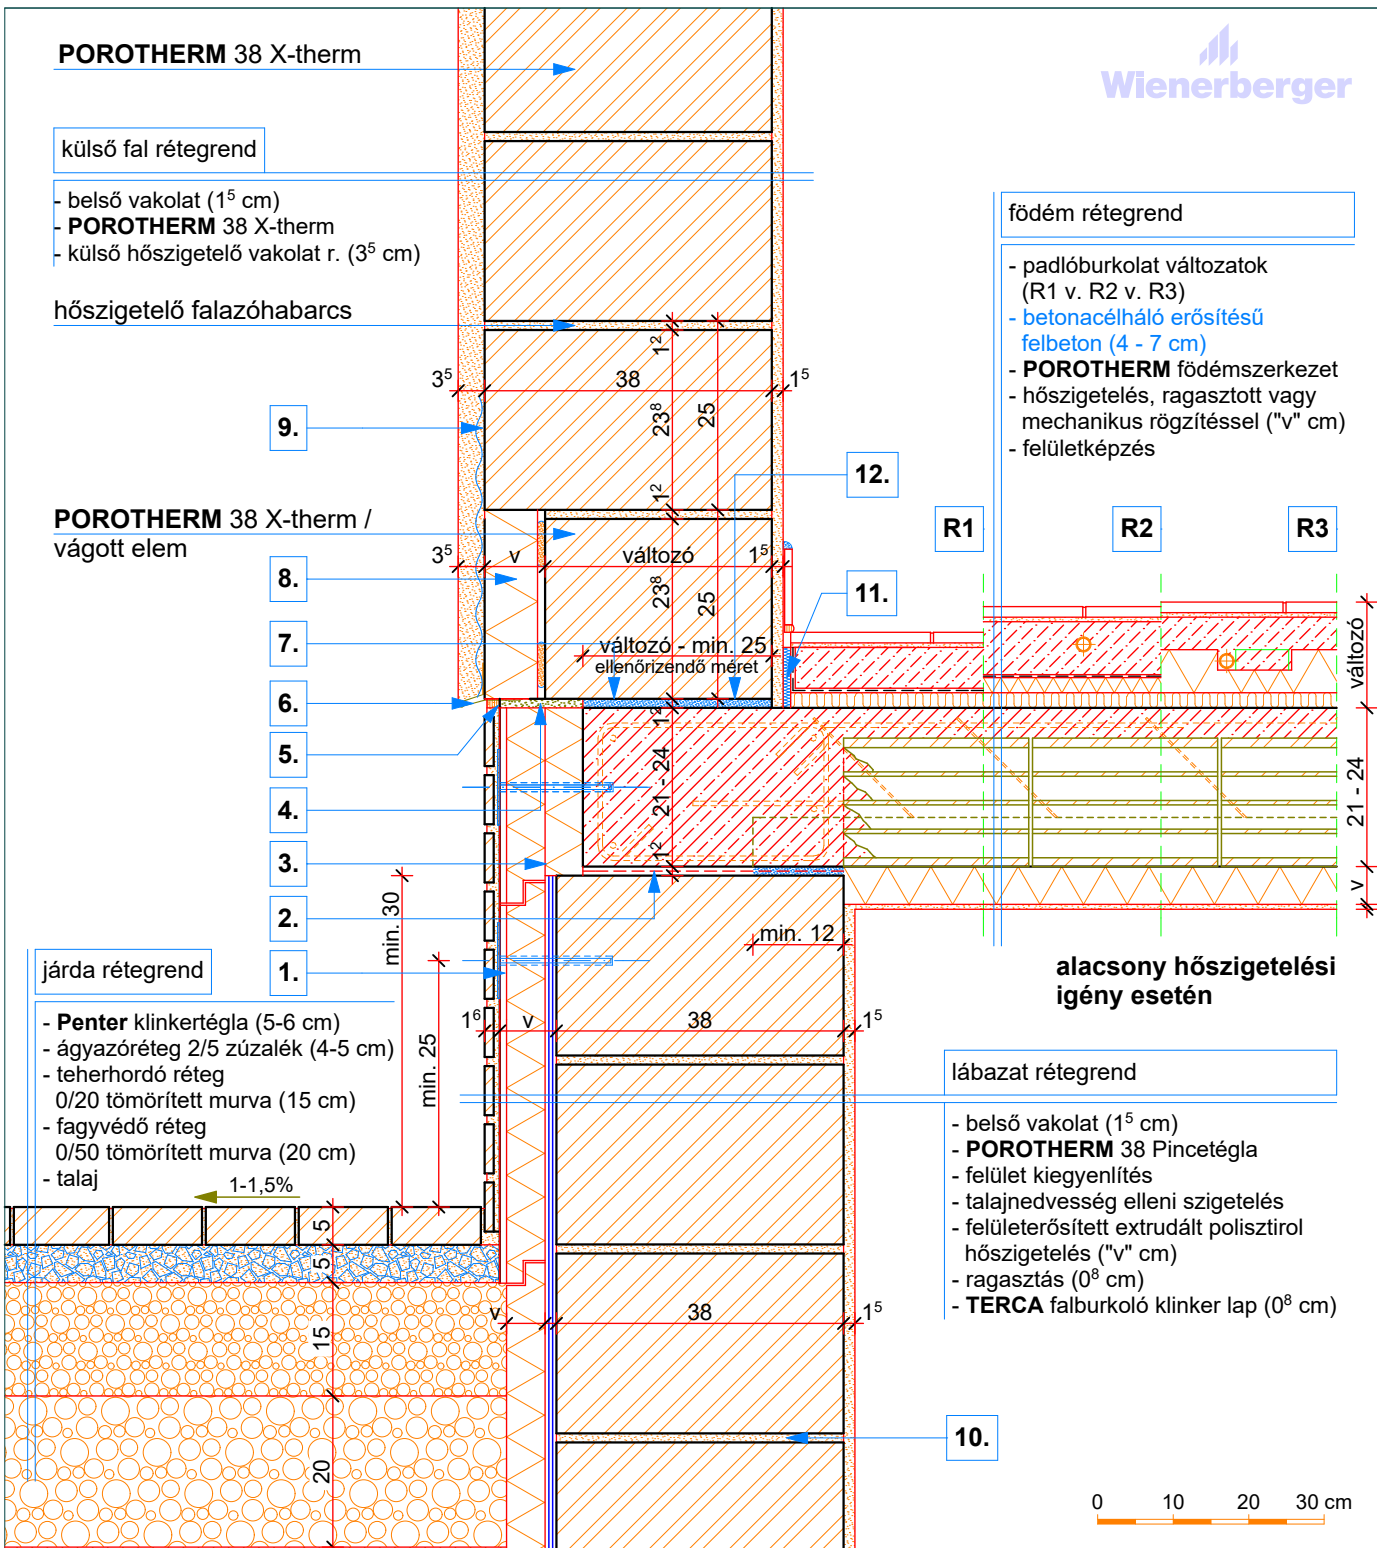 POROTHERM 38 X-therm
Wienerberger
külső fal rétegrend
- belső vakolat (1⁵ cm)
- POROTHERM 38 X-therm
- külső hőszigetelő vakolat r. (3⁵ cm)
hőszigetelő falazóhabarcs
födém rétegrend
- padlóburkolat változatok
(R1 v. R2 v. R3)
- betonacélháló erősítésű
felbeton (4 - 7 cm)
- POROTHERM födémszerkezet
- hőszigetelés, ragasztott vagy
mechanikus rögzítéssel ("v" cm)
- felületképzés
1²
3⁵
38
1⁵
23⁸
25
9.
12.
1²
POROTHERM 38 X-therm /
vágott elem
R1
R2
R3
3⁵
v
változó
1⁵
8.
23⁸
25
11.
7.
változó - min. 25
ellenőrizendő méret
változó
6.
1²
5.
21 - 24
21 - 24
4.
1²
3.
v
min. 30
2.
min. 12
1.
alacsony hőszigetelési
igény esetén
járda rétegrend
- Penter klinkertégla (5-6 cm)
- ágyazóréteg 2/5 zúzalék (4-5 cm)
- teherhordó réteg
0/20 tömörített murva (15 cm)
- fagyvédő réteg
0/50 tömörített murva (20 cm)
- talaj
1⁶
v
38
1⁵
min. 25
lábazat rétegrend
- belső vakolat (1⁵ cm)
- POROTHERM 38 Pincetégla
- felület kiegyenlítés
- talajnedvesség elleni szigetelés
- felületerősített extrudált polisztirol
hőszigetelés ("v" cm)
- ragasztás (0⁸ cm)
- TERCA falburkoló klinker lap (0⁸ cm)
1-1,5%
5
5
v
38
1⁵
15
10.
20
0 10 20 30 cm